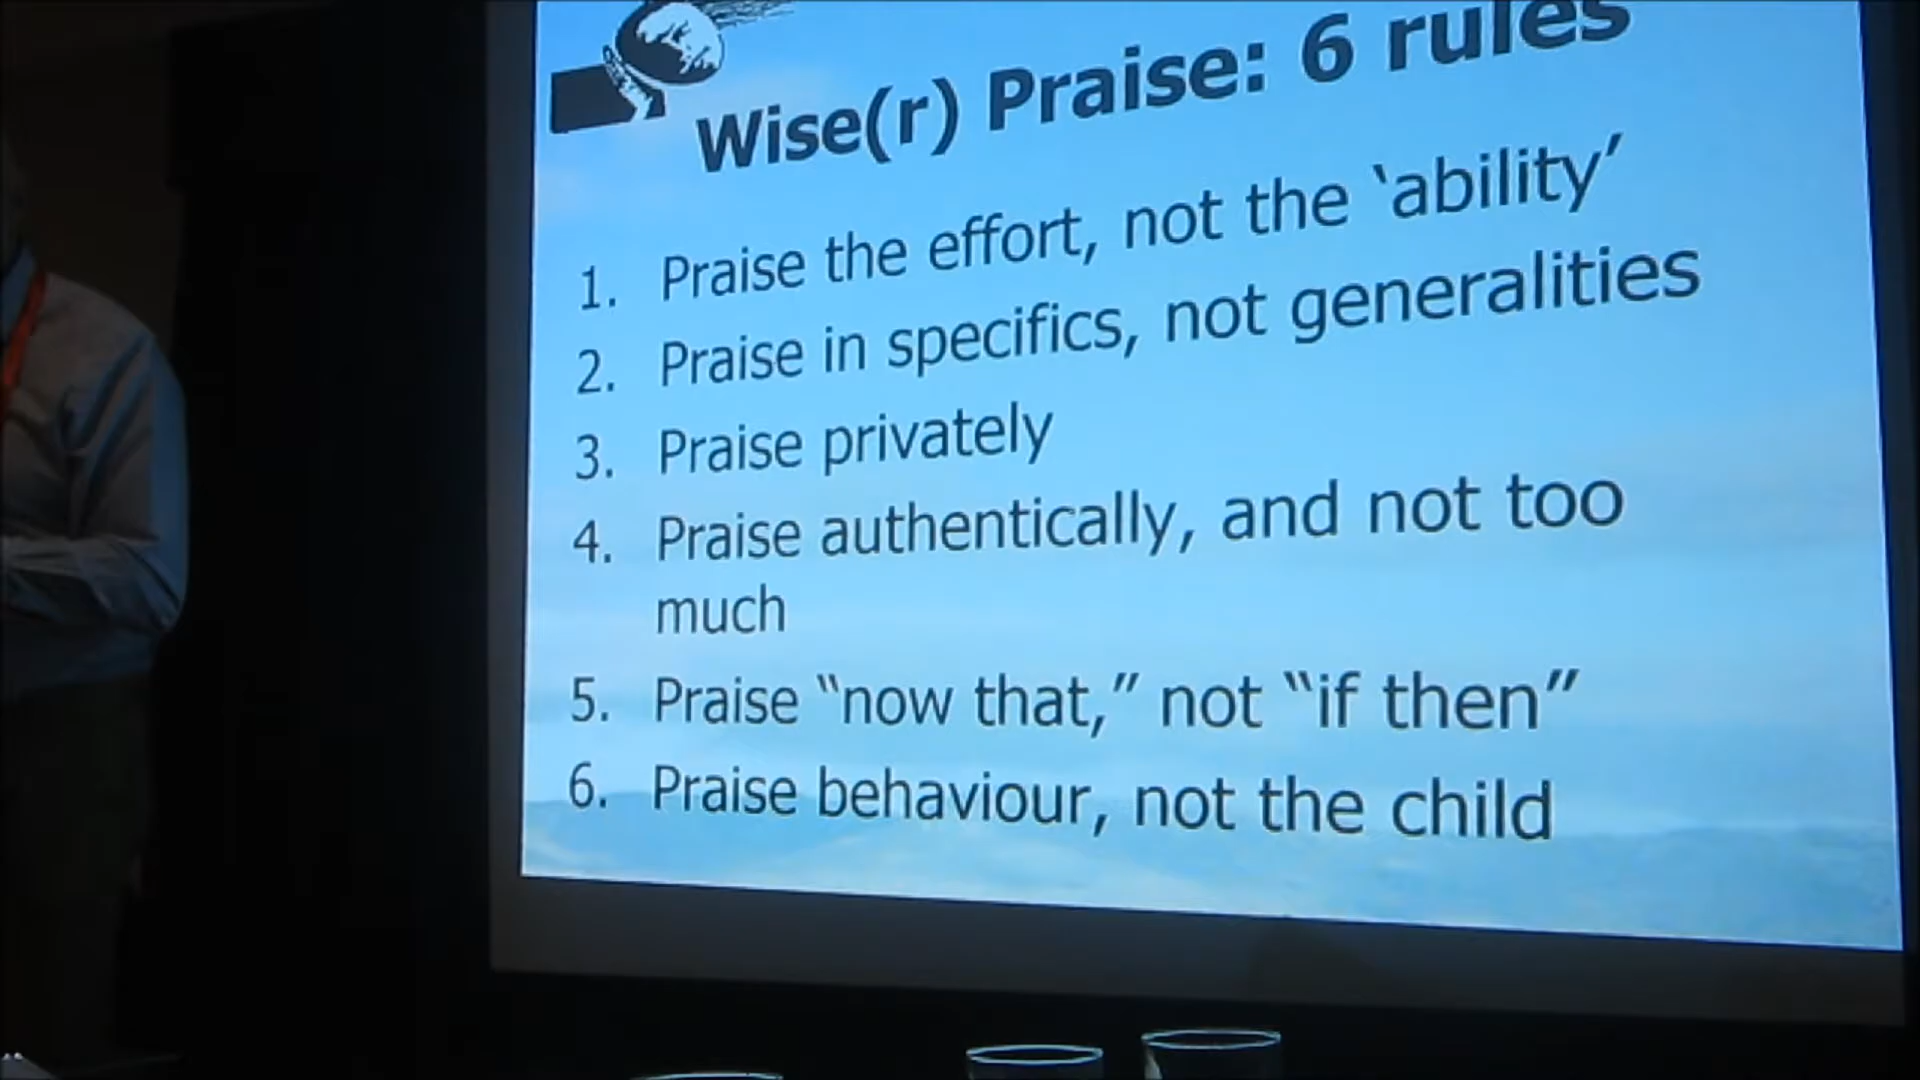 Wise(r) Praise: 6 rules
1. Praise the effort, not the ‘ability’
2. Praise in specifics, not generalities
3. Praise privately
4. Praise authentically, and not too
much
5. Praise “now that,” not “if then”
6. Praise behaviour, not the child